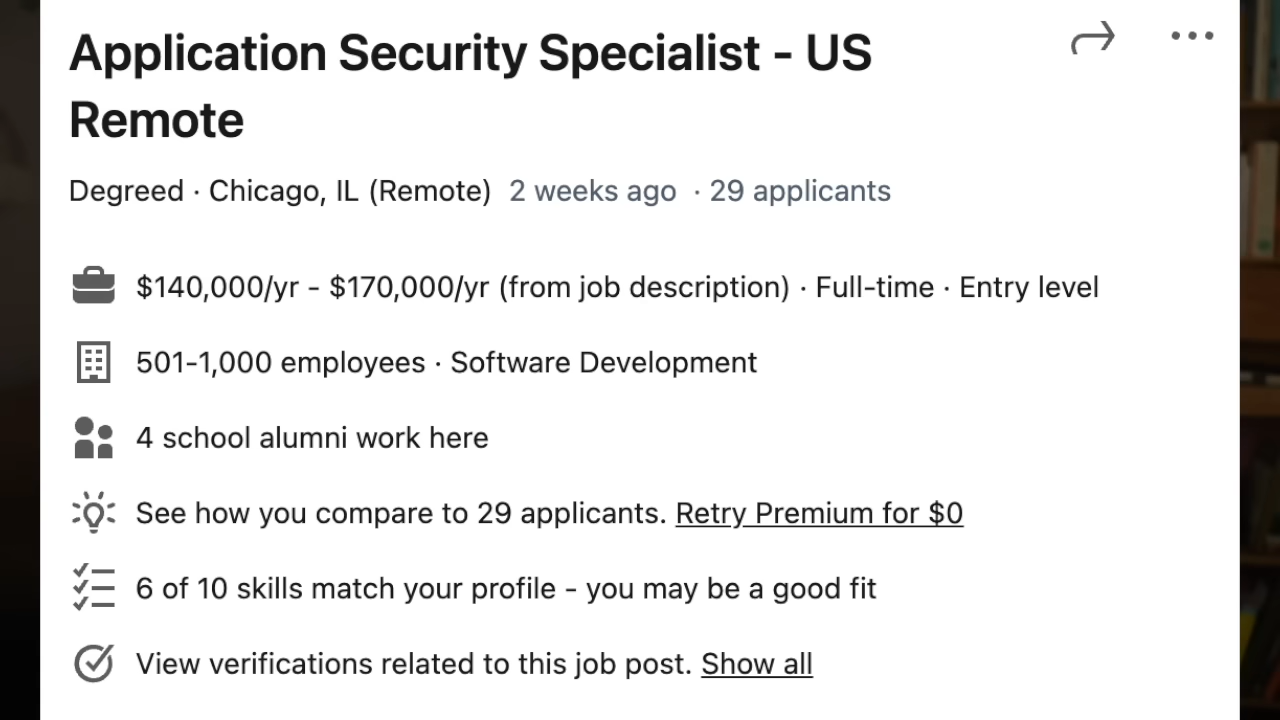 Application Security Specialist - US
Remote
Degreed · Chicago, IL (Remote) 2 weeks ago · 29 applicants
$140,000/yr - $170,000/yr (from job description) · Full-time · Entry level
501-1,000 employees · Software Development
4 school alumni work here
See how you compare to 29 applicants. Retry Premium for $0
6 of 10 skills match your profile - you may be a good fit
View verifications related to this job post. Show all